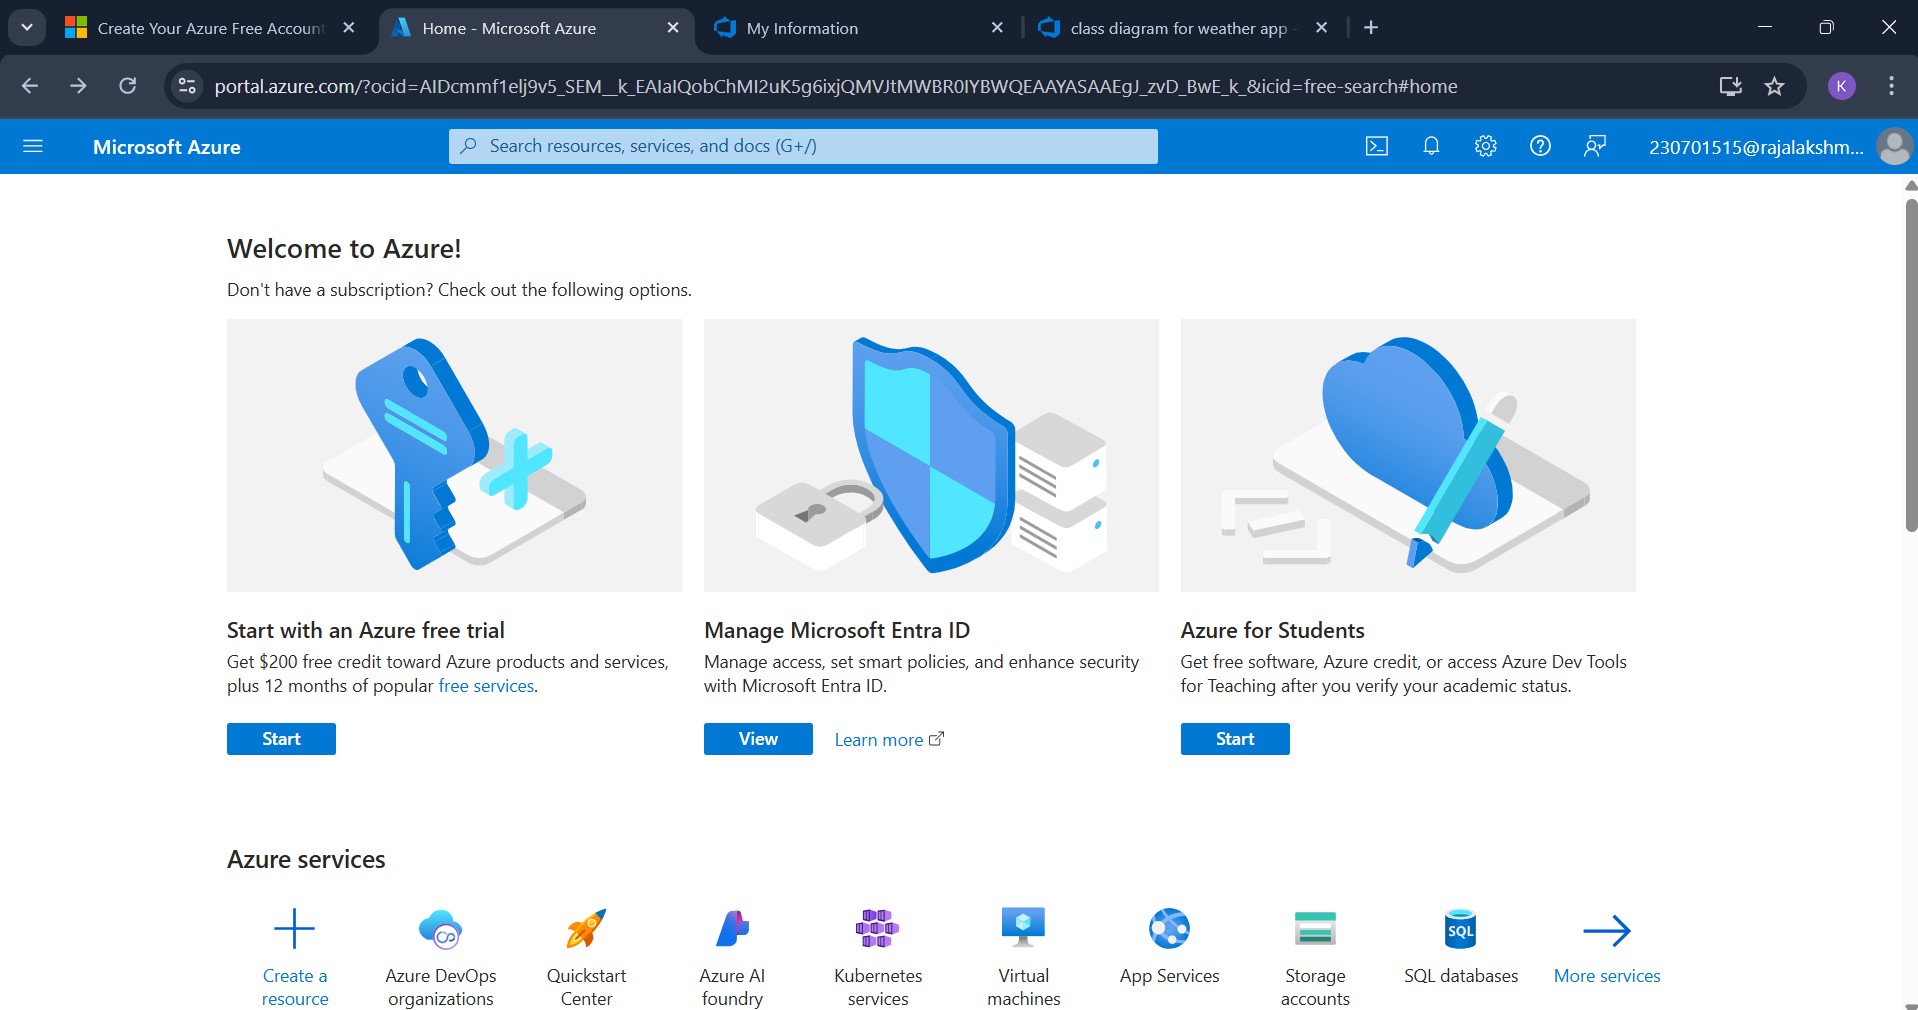 Create Your Azure Free Account
Home - Microsoft Azure
My Information
class diagram for weather app -
portal.azure.com/?ocid=AIDcmmf1elj9v5_SEM__k_EAIaIQobChMI2uK5g6ixjQMVJtMWBR0IYBWQEAAYASAAEgJ_zvD_BwE_k_&icid=free-search#home
K
Microsoft Azure
Search resources, services, and docs (G+/)
230701515@rajalakshm...
Welcome to Azure!
Don't have a subscription? Check out the following options.
Start with an Azure free trial
Get $200 free credit toward Azure products and services,
plus 12 months of popular free services.
Start
Manage Microsoft Entra ID
Manage access, set smart policies, and enhance security
with Microsoft Entra ID.
View
Learn more
Azure for Students
Get free software, Azure credit, or access Azure Dev Tools
for Teaching after you verify your academic status.
Start
Azure services
Create a
resource
Azure DevOps
organizations
Quickstart
Center
Azure AI
foundry
Kubernetes
services
Virtual
machines
App Services
Storage
accounts
SQL
SQL databases
More services